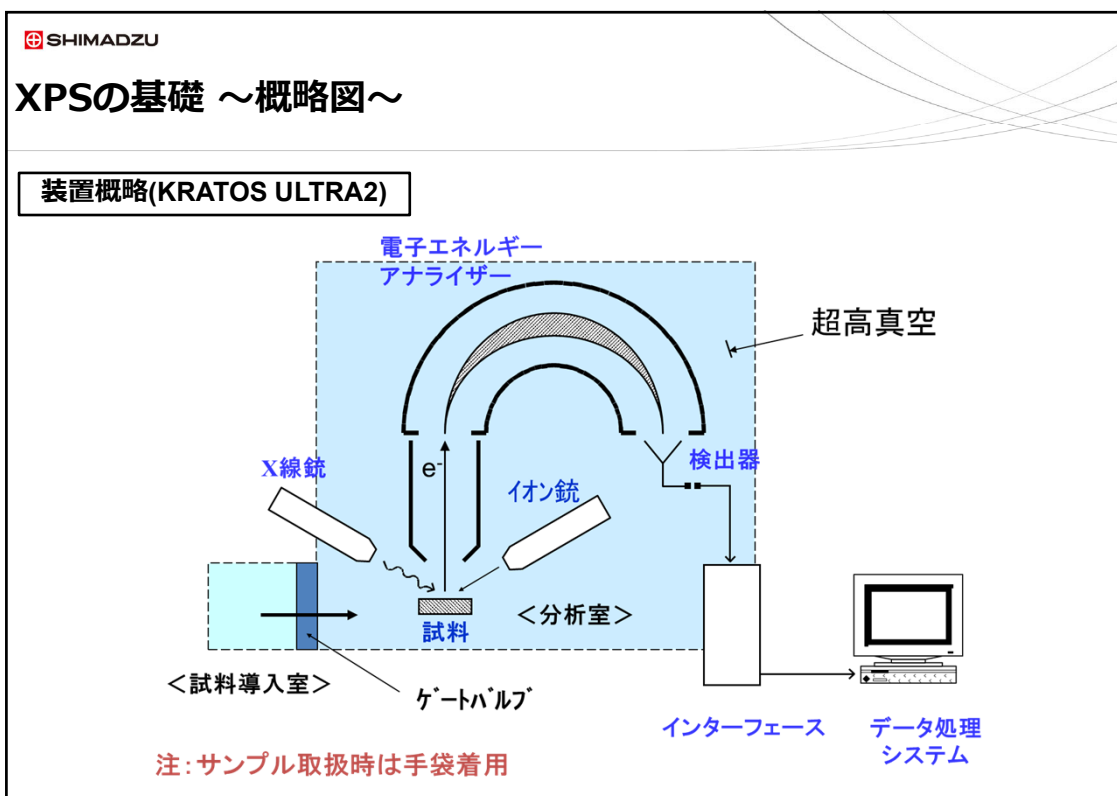 SHIMADZU
XPSの基礎 ～概略図～
装置概略(KRATOS ULTRA2)
電子エネルギー
アナライザー
超高真空
検出器
X線銃
e-
イオン銃
試料
＜分析室＞
＜試料導入室＞
ｹﾞｰﾄﾊﾞﾙﾌﾞ
インターフェース
データ処理
システム
注：サンプル取扱時は手袋着用